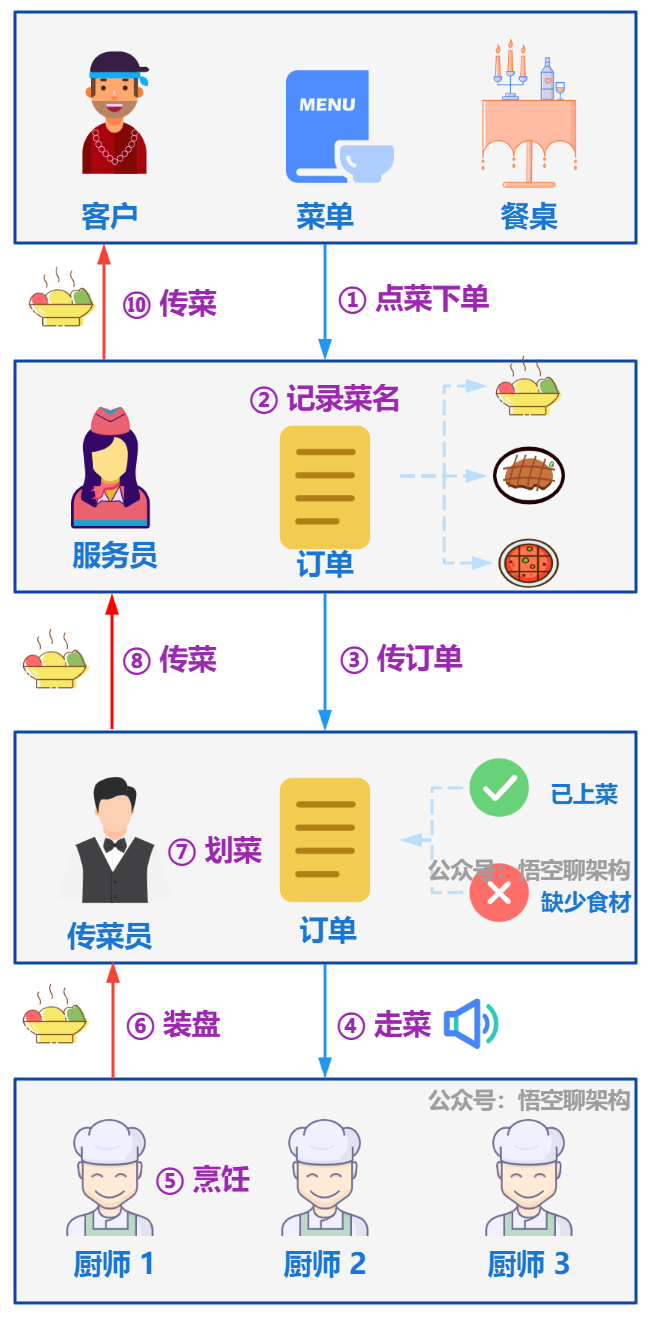 MENU
客户
菜单
餐桌
⑩ 传菜
① 点菜下单
② 记录菜名
服务员
订单
⑧ 传菜
③ 传订单
已上菜
⑦ 划菜
公众号：悟空聊架构
缺少食材
传菜员
订单
⑥ 装盘
④ 走菜
公众号：悟空聊架构
⑤ 烹饪
厨师 1
厨师 2
厨师 3